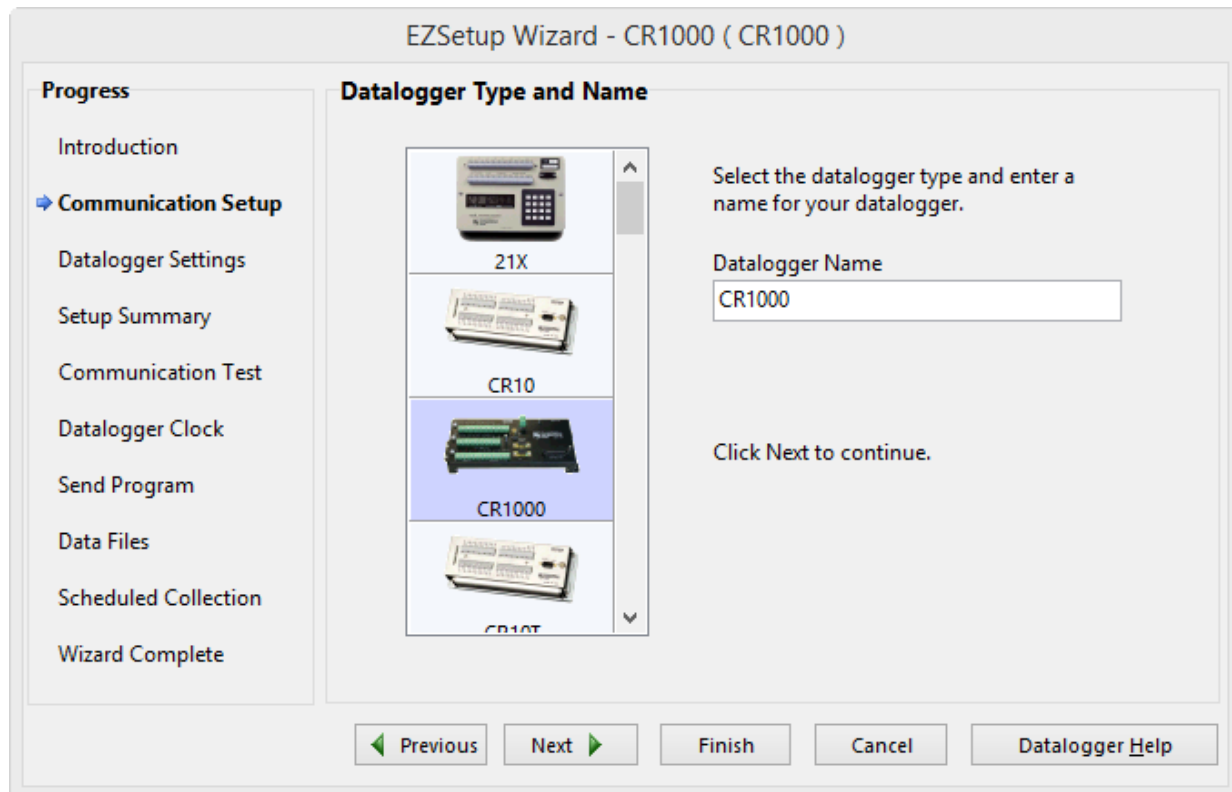 EZSetup Wizard - CR1000 ( CR1000 )
Progress
Introduction
Communication Setup
Datalogger Settings
Setup Summary
Communication Test
Datalogger Clock
Send Program
Data Files
Scheduled Collection
Wizard Complete
Datalogger Type and Name
21X
CR10
CR1000
CR10T
Select the datalogger type and enter a
name for your datalogger.
Datalogger Name
CR1000
Click Next to continue.
Previous
Next
Finish
Cancel
Datalogger Help